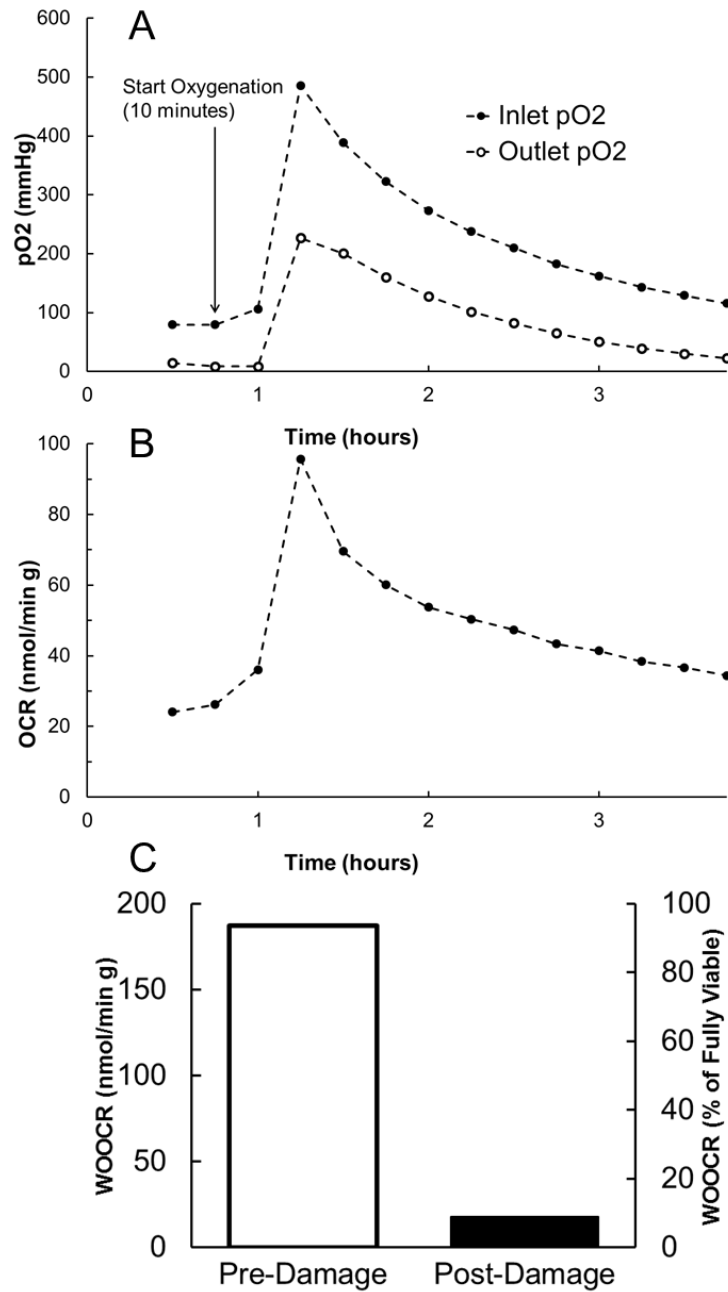 A
600
500
400
300
200
100
0
pO2 (mmHg)
Start Oxygenation
(10 minutes)
Inlet pO2
Outlet pO2
0
1
2
3
Time (hours)
B
100
80
60
40
20
0
OCR (nmol/min g)
0
1
2
3
Time (hours)
C
200
150
100
50
0
WOOCR (nmol/min g)
100
80
60
40
20
0
WOOCR (% of Fully Viable)
Pre-Damage
Post-Damage